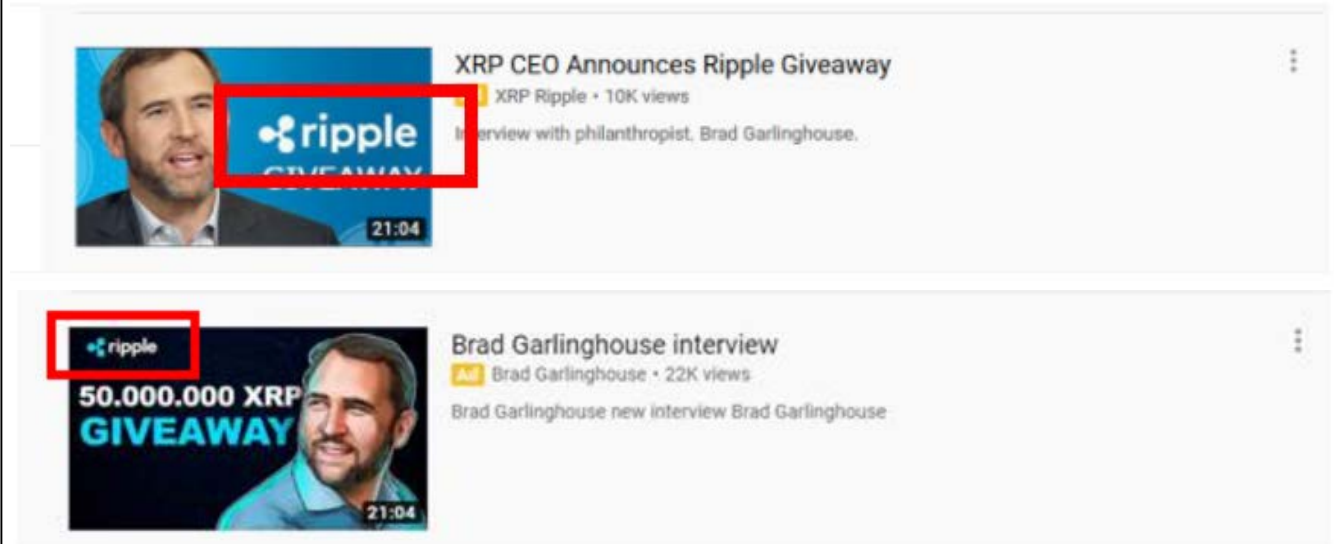 ripple
GIVEAWAY
21:04
XRP CEO Announces Ripple Giveaway
XRP Ripple • 10K views
Interview with philanthropist, Brad Garlinghouse.
ripple
50.000.000 XRP
GIVEAWAY
21:04
Brad Garlinghouse interview
Ad Brad Garlinghouse • 22K views
Brad Garlinghouse new interview Brad Garlinghouse